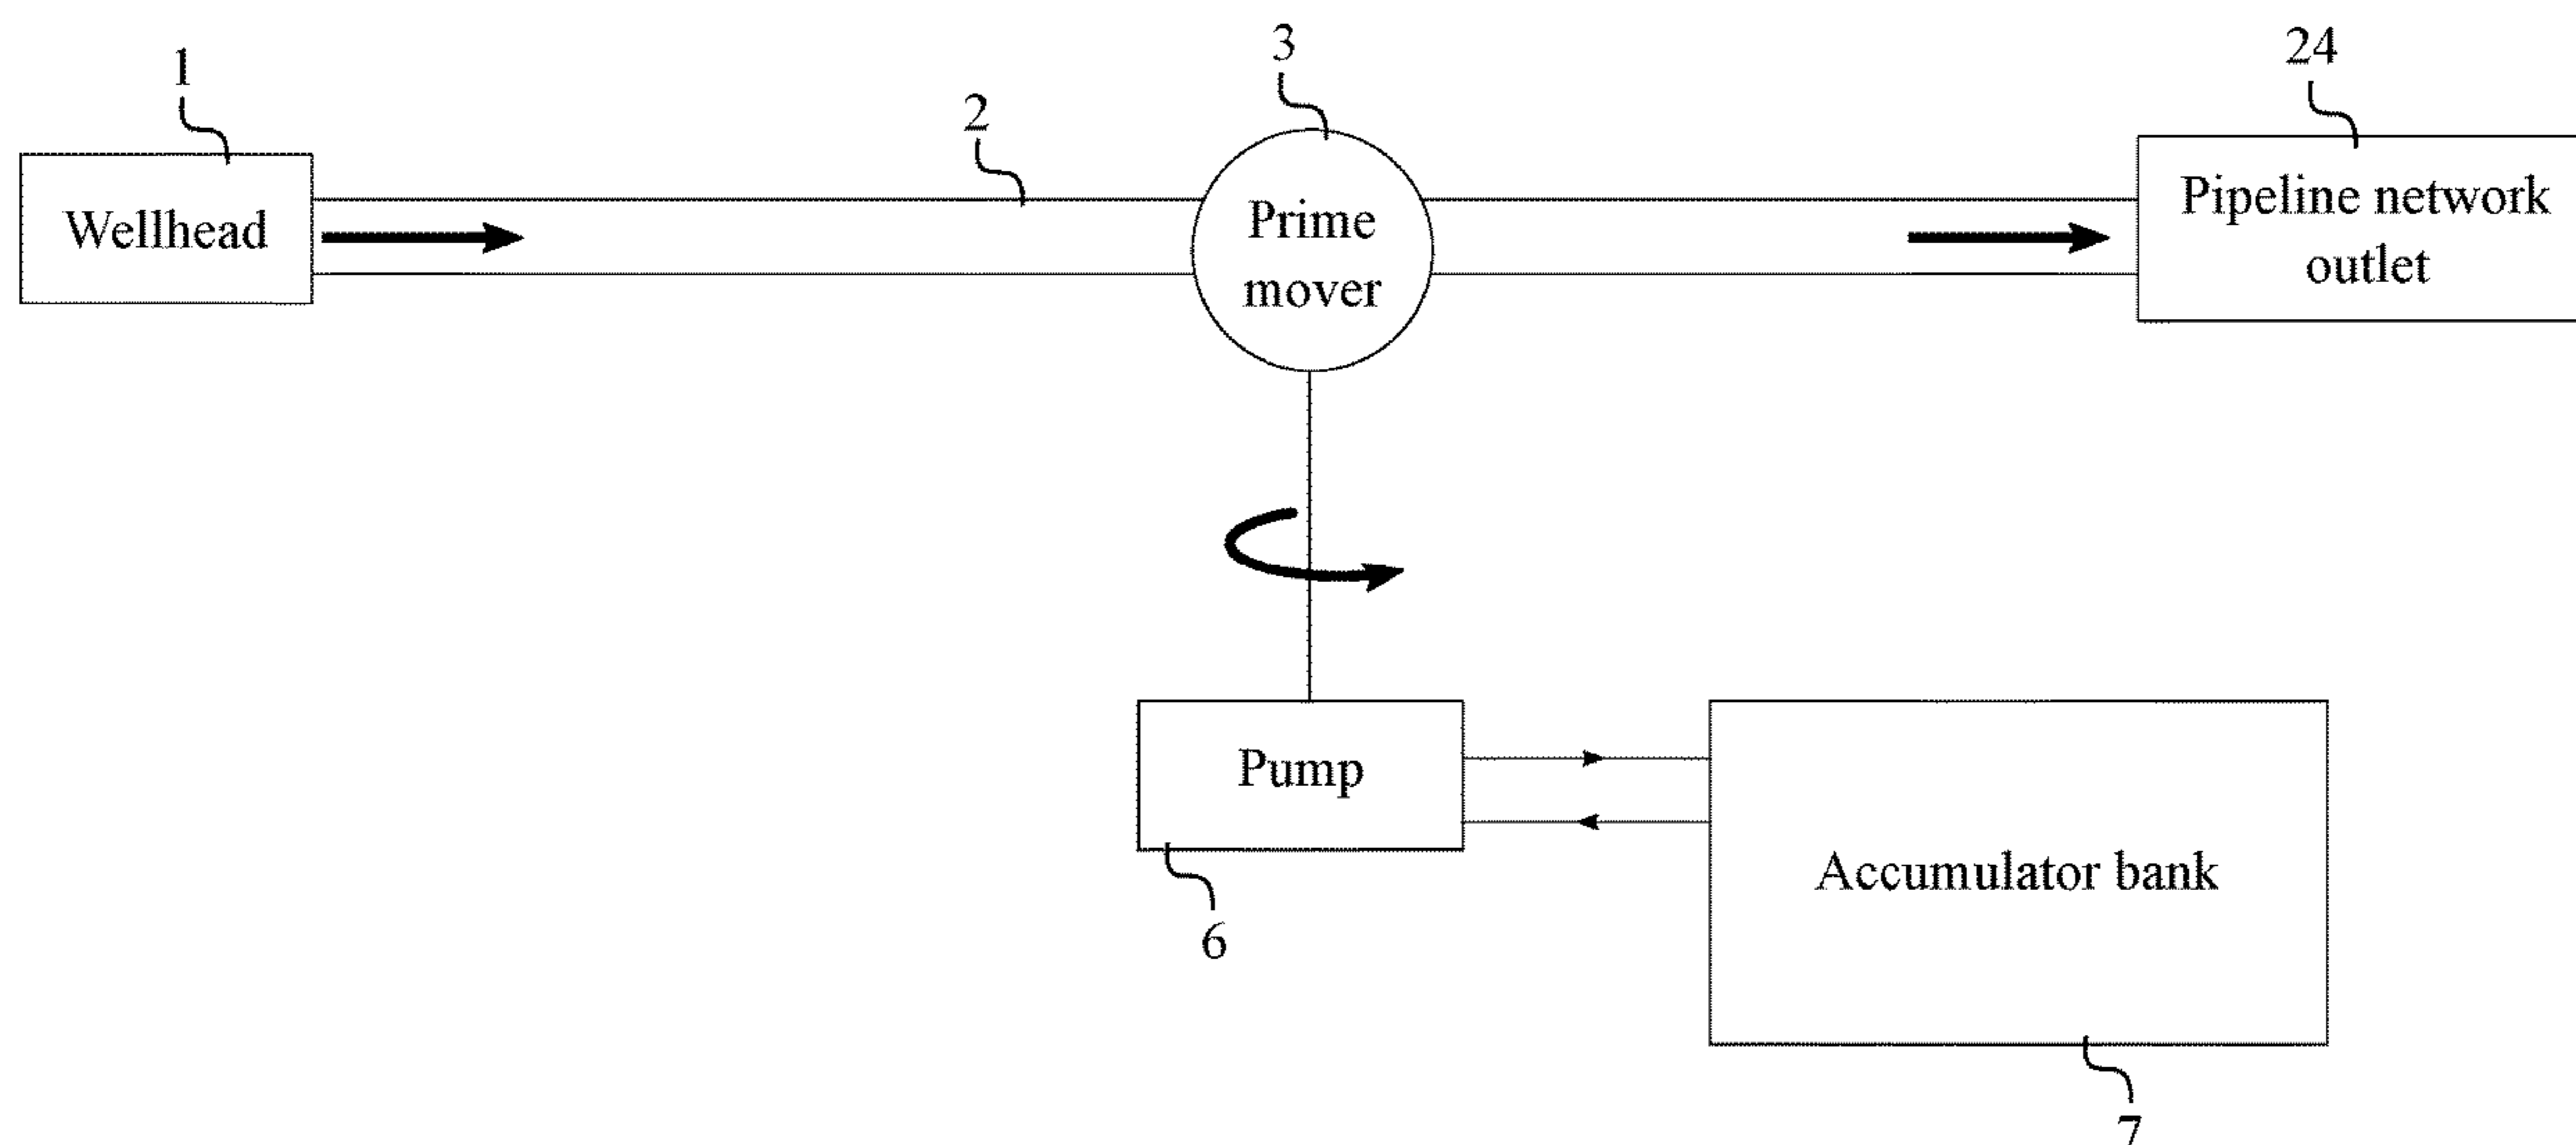 1
2
3
24
Wellhead
Prime
mover
Pipeline network
outlet
Pump
Accumulator bank
6
7